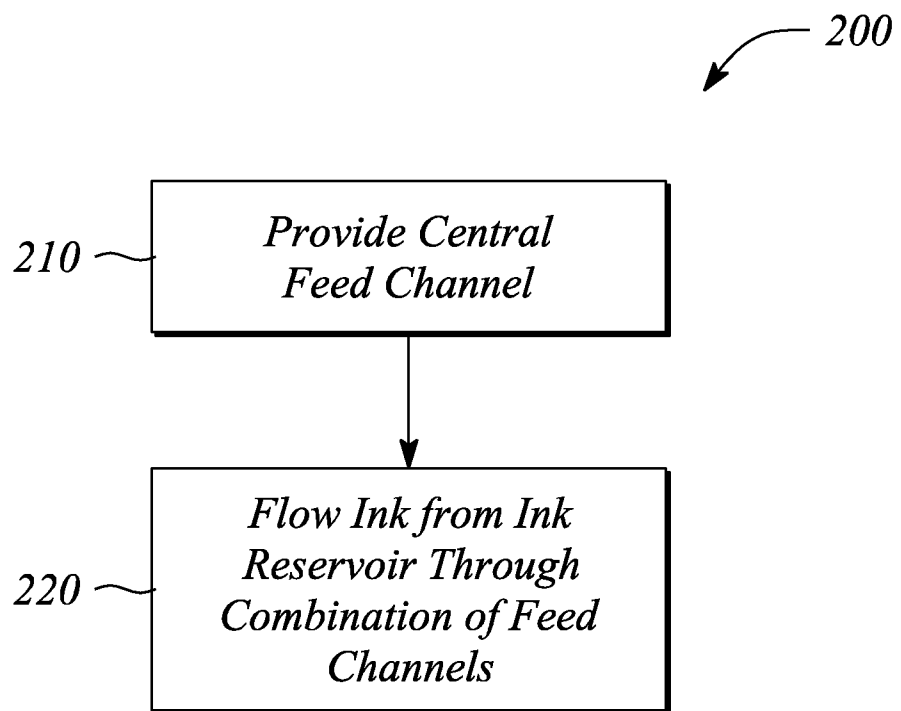 200
210
Provide Central
Feed Channel
220
Flow Ink from Ink
Reservoir Through
Combination of Feed
Channels